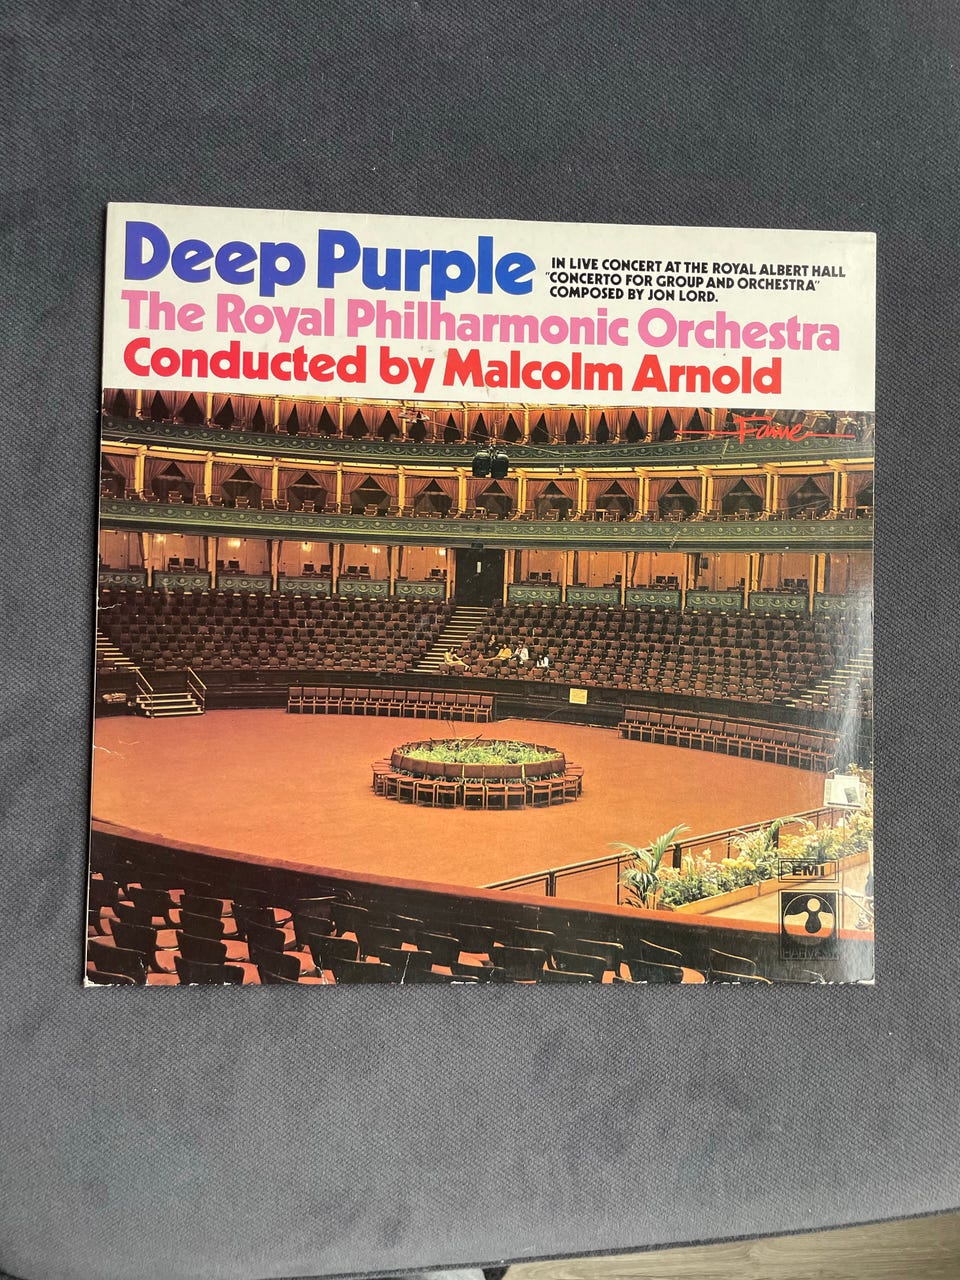 Deep Purple
IN LIVE CONCERT AT THE ROYAL ALBERT HALL
"CONCERTO FOR GROUP AND ORCHESTRA"
COMPOSED BY JON LORD.
The Royal Philharmonic Orchestra
Conducted by Malcolm Arnold
Fame
EMI
HARVEST